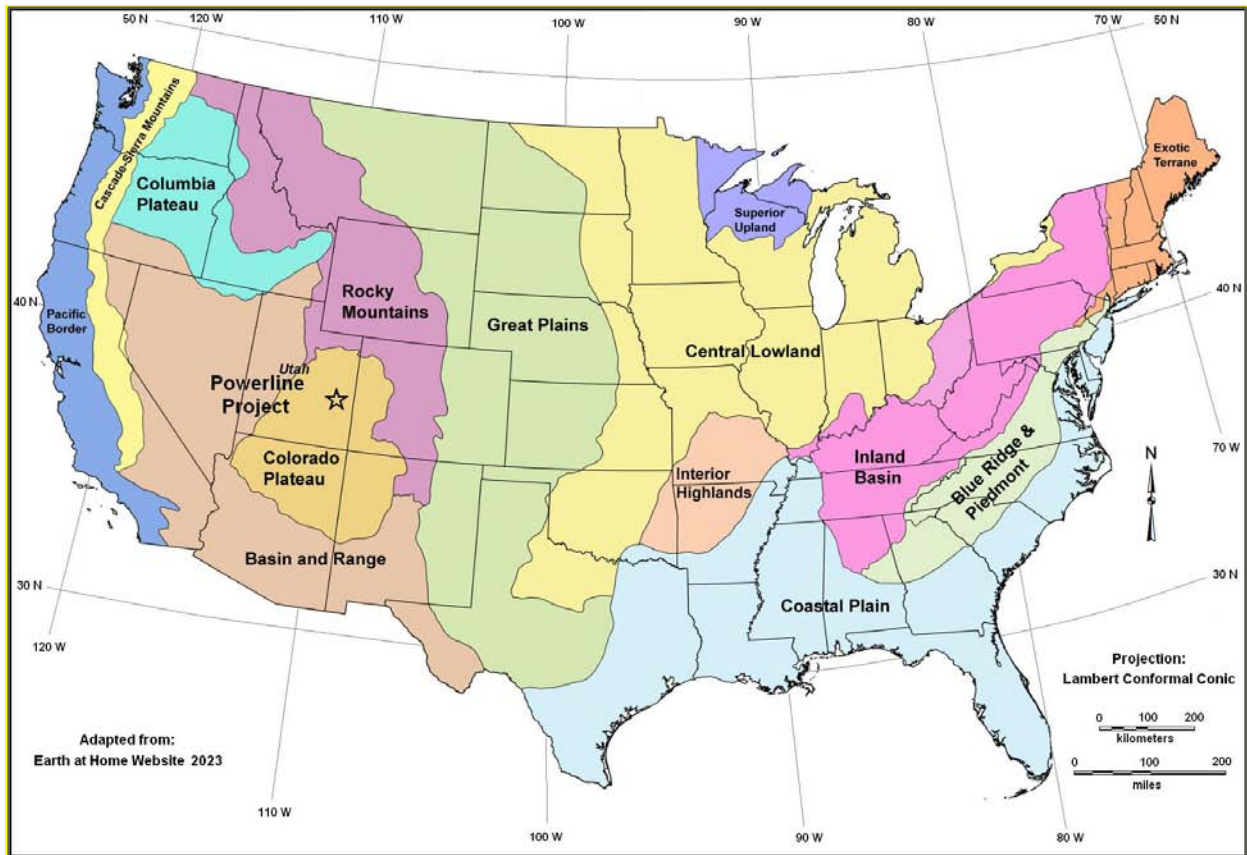 50 N
120 W
110 W
100 W
90 W
80 W
70 W
50 N
Cascade-Sierra Mountains
Exotic
Terrane
Columbia
Plateau
Superior
Upland
40 N
Pacific
Border
Rocky
Mountains
Great Plains
Central Lowland
40 N
Utah
Powerline
Project
Colorado
Plateau
Interior
Highlands
Inland
Basin
Blue Ridge &
Piedmont
70 W
N
Basin and Range
30 N
30 N
Coastal Plain
120 W
Projection:
Lambert Conformal Conic
0 100 200
kilometers
0 100 200
miles
Adapted from:
Earth at Home Website 2023
110 W
100 W
90 W
80 W